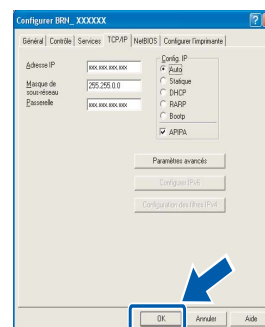 Configurer BRN_XXXXXX
Général Contrôle Services TCP/IP NetBIOS Configurer l'imprimante
Adresse IP
xxx.xxx.xxx.xxx
Masque de sous-réseau
255.255.0.0
Passerelle
xxx.xxx.xxx.xxx
Config. IP
Auto
Statique
DHCP
RARP
Bootp
APIPA
Paramètres avancés
Configurer IPv6
Configuration des filtres IPv4
OK Annuler Aide